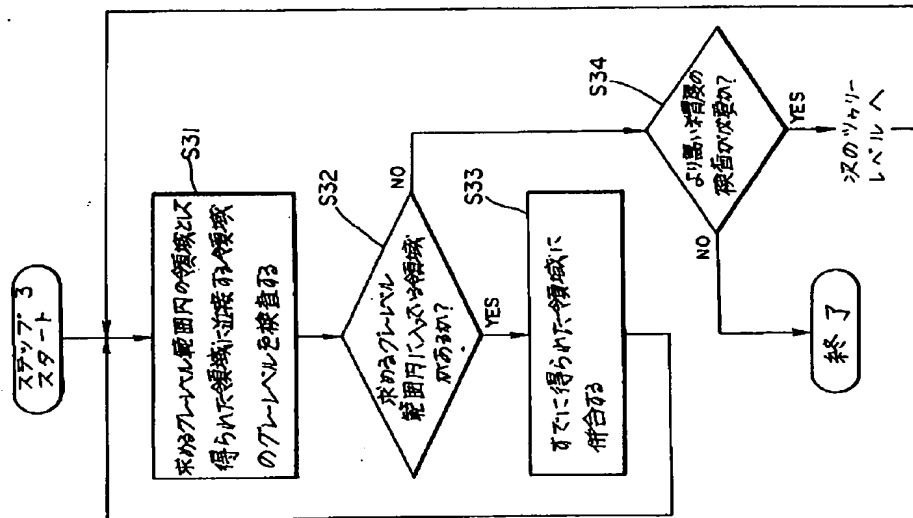 ステップ 3
スタート
S31
求めるグレーレベル範囲内の領域として
得られた領域に近接する領域
のグレーレベルを検査する
S32
求めるグレーレベル
範囲内に入っている領域
があるか?
NO
YES
S33
すでに得られた領域に
併合する
S34
より高い精度の
検査が必要か?
NO
YES
次のツゥリー
レベルへ
終了